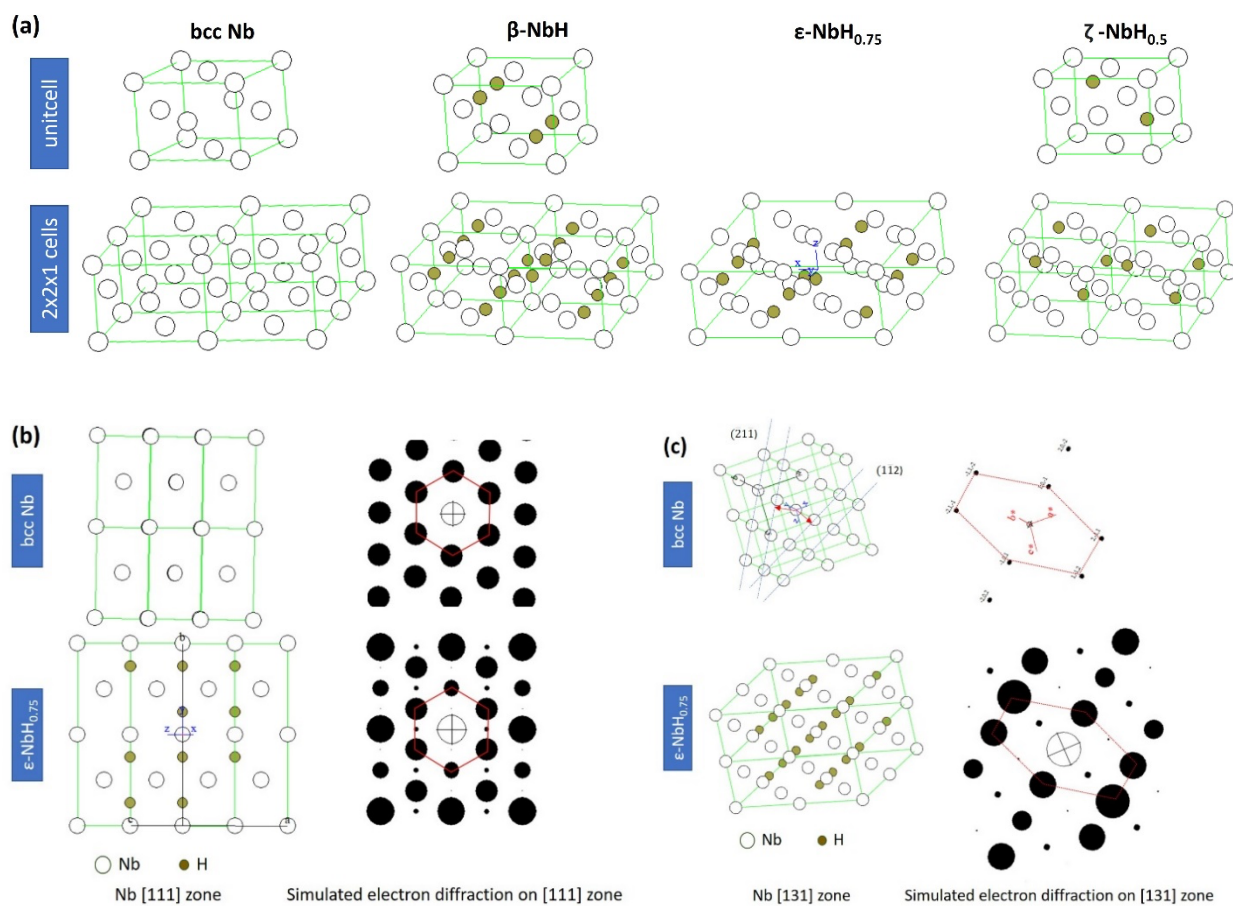 (a)
bcc Nb
β-NbH
ε-NbH0.75
ζ -NbH0.5
unitcell
2x2x1 cells
x
z
(b)
(c)
bcc Nb
bcc Nb
(211)
(112)
b*
a*
c*
ε-NbH0.75
ε-NbH0.75
b
z
x
c
a
Nb
H
Nb
H
Nb [111] zone
Simulated electron diffraction on [111] zone
Nb [131] zone
Simulated electron diffraction on [131] zone